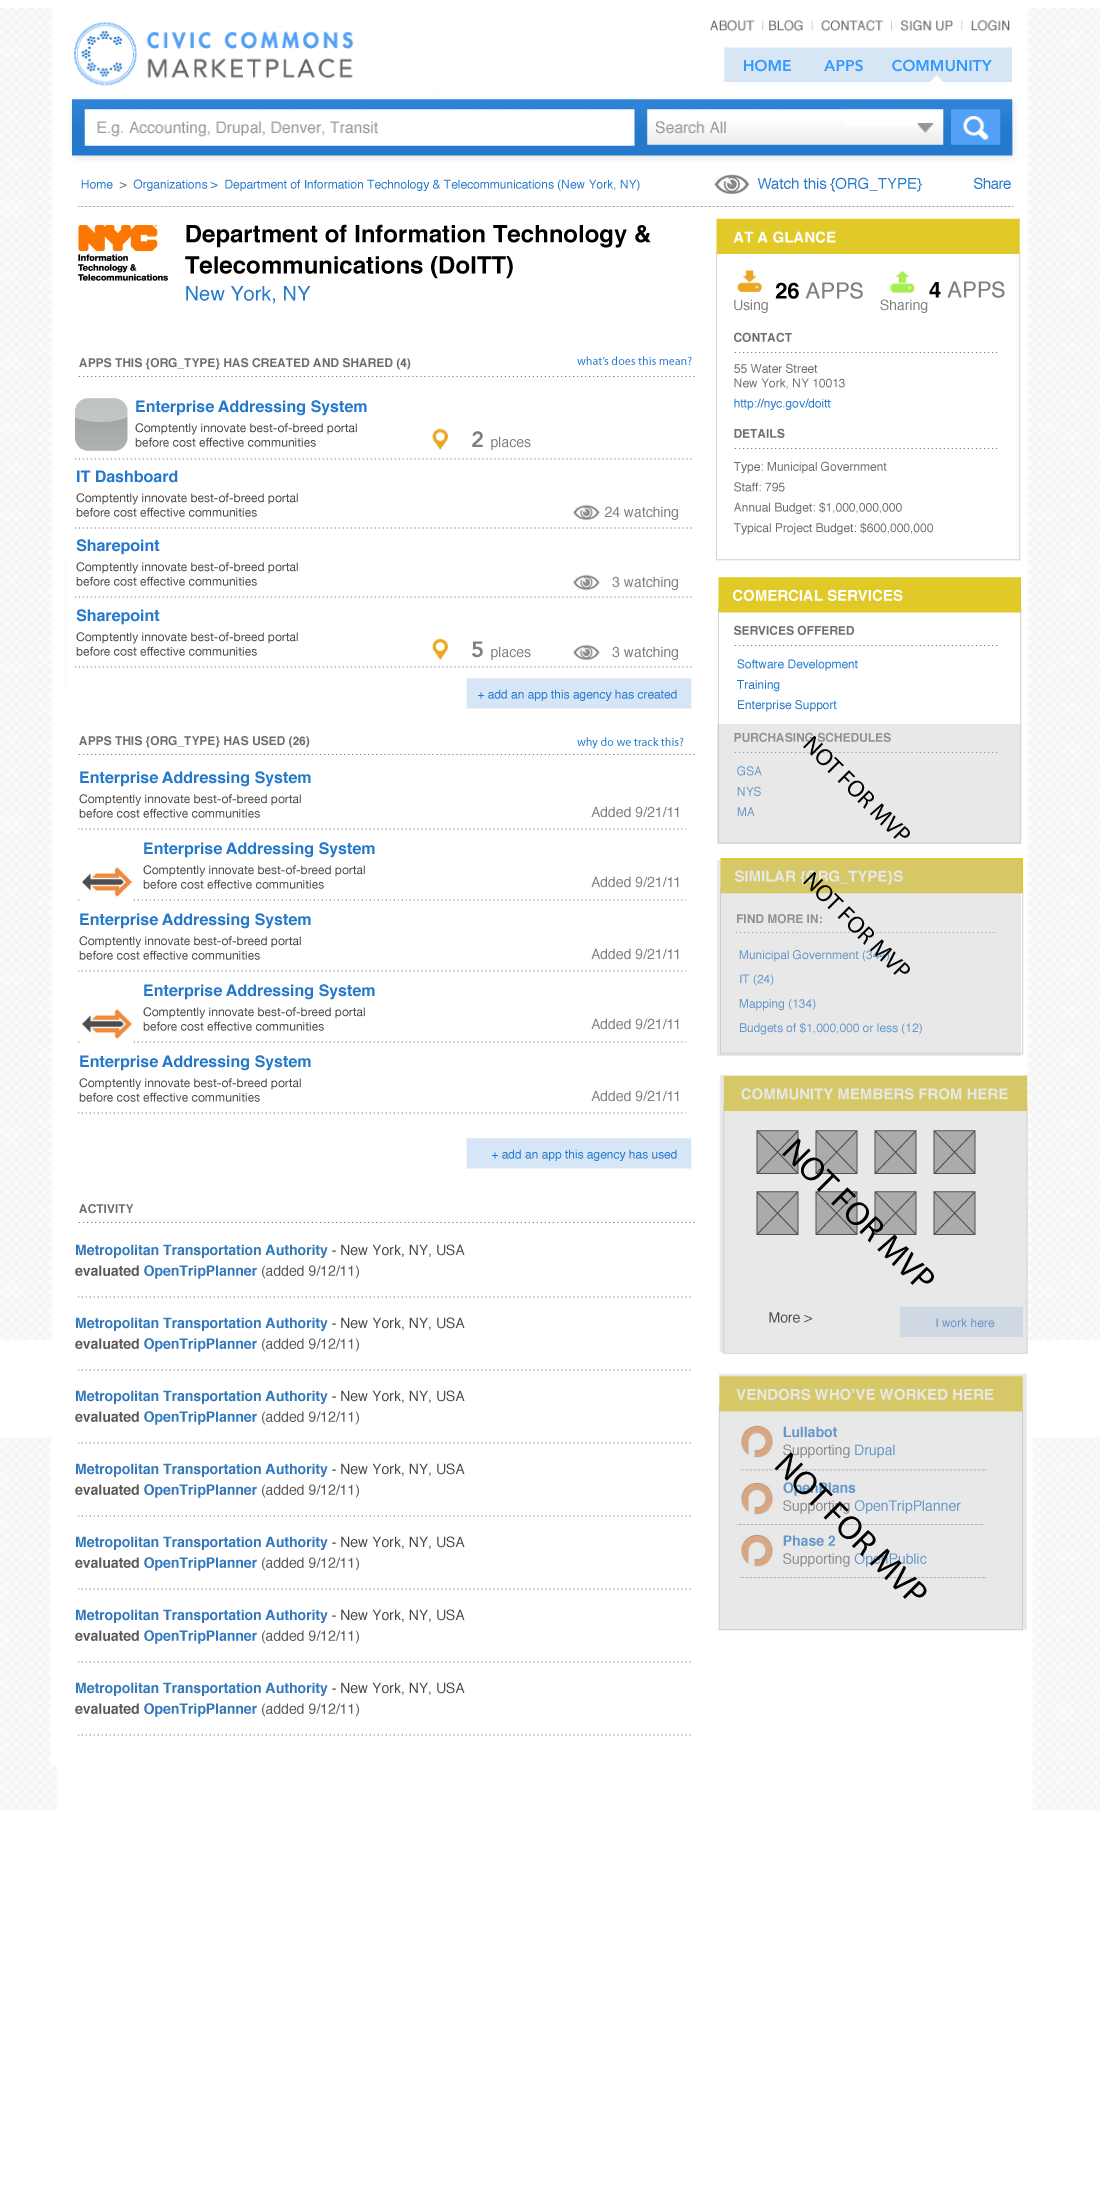 CIVIC COMMONS
MARKETPLACE
ABOUT | BLOG | CONTACT | SIGN UP | LOGIN
HOME APPS COMMUNITY
E.g. Accounting, Drupal, Denver, Transit
Search All
Home > Organizations > Department of Information Technology & Telecommunications (New York, NY)
Watch this {ORG_TYPE}
Share
NYC
Information
Technology &
Telecommunications
Department of Information Technology &
Telecommunications (DoITT)
New York, NY
APPS THIS {ORG_TYPE} HAS CREATED AND SHARED (4)
what's does this mean?
Enterprise Addressing System
Comptently innovate best-of-breed portal
before cost effective communities
2 places
IT Dashboard
Comptently innovate best-of-breed portal
before cost effective communities
24 watching
Sharepoint
Comptently innovate best-of-breed portal
before cost effective communities
3 watching
Sharepoint
Comptently innovate best-of-breed portal
before cost effective communities
5 places
3 watching
+ add an app this agency has created
APPS THIS {ORG_TYPE} HAS USED (26)
why do we track this?
Enterprise Addressing System
Comptently innovate best-of-breed portal
before cost effective communities
Added 9/21/11
Enterprise Addressing System
Comptently innovate best-of-breed portal
before cost effective communities
Added 9/21/11
Enterprise Addressing System
Comptently innovate best-of-breed portal
before cost effective communities
Added 9/21/11
Enterprise Addressing System
Comptently innovate best-of-breed portal
before cost effective communities
Added 9/21/11
Enterprise Addressing System
Comptently innovate best-of-breed portal
before cost effective communities
Added 9/21/11
+ add an app this agency has used
ACTIVITY
Metropolitan Transportation Authority - New York, NY, USA
evaluated OpenTripPlanner (added 9/12/11)
Metropolitan Transportation Authority - New York, NY, USA
evaluated OpenTripPlanner (added 9/12/11)
Metropolitan Transportation Authority - New York, NY, USA
evaluated OpenTripPlanner (added 9/12/11)
Metropolitan Transportation Authority - New York, NY, USA
evaluated OpenTripPlanner (added 9/12/11)
Metropolitan Transportation Authority - New York, NY, USA
evaluated OpenTripPlanner (added 9/12/11)
Metropolitan Transportation Authority - New York, NY, USA
evaluated OpenTripPlanner (added 9/12/11)
Metropolitan Transportation Authority - New York, NY, USA
evaluated OpenTripPlanner (added 9/12/11)
AT A GLANCE
Using 26 APPS
Sharing 4 APPS
CONTACT
55 Water Street
New York, NY 10013
http://nyc.gov/doitt
DETAILS
Type: Municipal Government
Staff: 795
Annual Budget: $1,000,000,000
Typical Project Budget: $600,000,000
COMERCIAL SERVICES
SERVICES OFFERED
Software Development
Training
Enterprise Support
PURCHASING SCHEDULES
GSA
NYS
MA
NOT FOR MVP
SIMILAR {ORG_TYPE}S
FIND MORE IN:
Municipal Government
IT (24)
Mapping (134)
Budgets of $1,000,000 or less (12)
NOT FOR MVP
COMMUNITY MEMBERS FROM HERE
NOT FOR MVP
More >
I work here
VENDORS WHO'VE WORKED HERE
Lullabot
Supporting Drupal
OpenPlans
Supporting OpenTripPlanner
Phase 2
Supporting OpenPublic
NOT FOR MVP